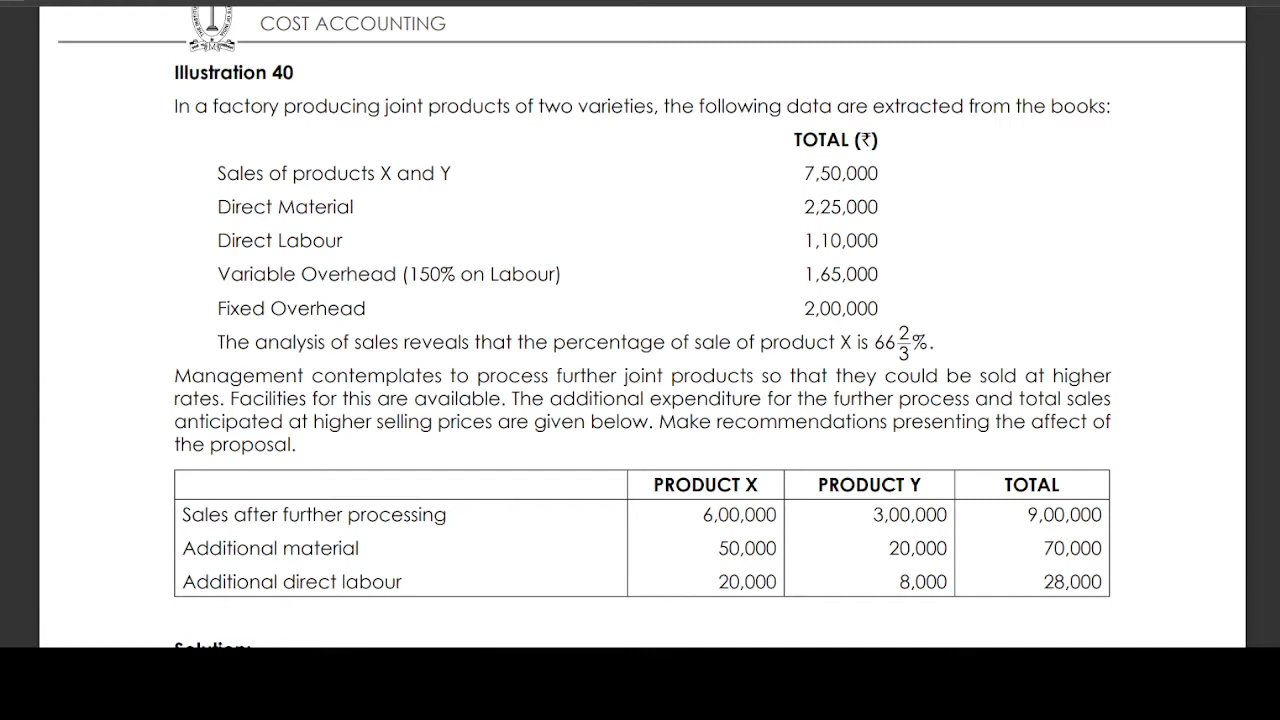 COST ACCOUNTING
Illustration 40
In a factory producing joint products of two varieties, the following data are extracted from the books:
TOTAL (₹)
Sales of products X and Y 7,50,000
Direct Material 2,25,000
Direct Labour 1,10,000
Variable Overhead (150% on Labour) 1,65,000
Fixed Overhead 2,00,000
The analysis of sales reveals that the percentage of sale of product X is 66 2/3%.
Management contemplates to process further joint products so that they could be sold at higher
rates. Facilities for this are available. The additional expenditure for the further process and total sales
anticipated at higher selling prices are given below. Make recommendations presenting the affect of
the proposal.
PRODUCT X PRODUCT Y TOTAL
Sales after further processing 6,00,000 3,00,000 9,00,000
Additional material 50,000 20,000 70,000
Additional direct labour 20,000 8,000 28,000